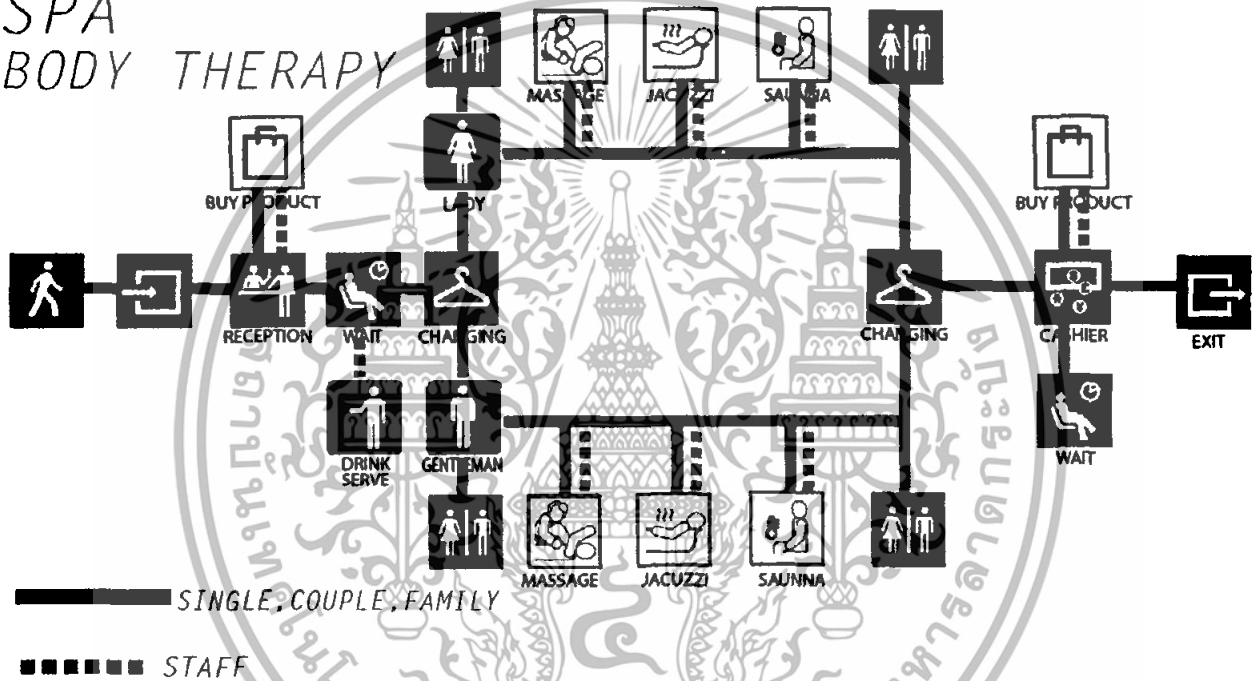 SPA
BODY THERAPY
MASSAGE JACUZZI SAUNNA
BUY PRODUCT LADY BUY PRODUCT
RECEPTION WAIT CHANGING CHANGING CASHIER EXIT
DRINK SERVE GENTLEMAN WAIT
MASSAGE JACUZZI SAUNNA
SINGLE, COUPLE, FAMILY
STAFF